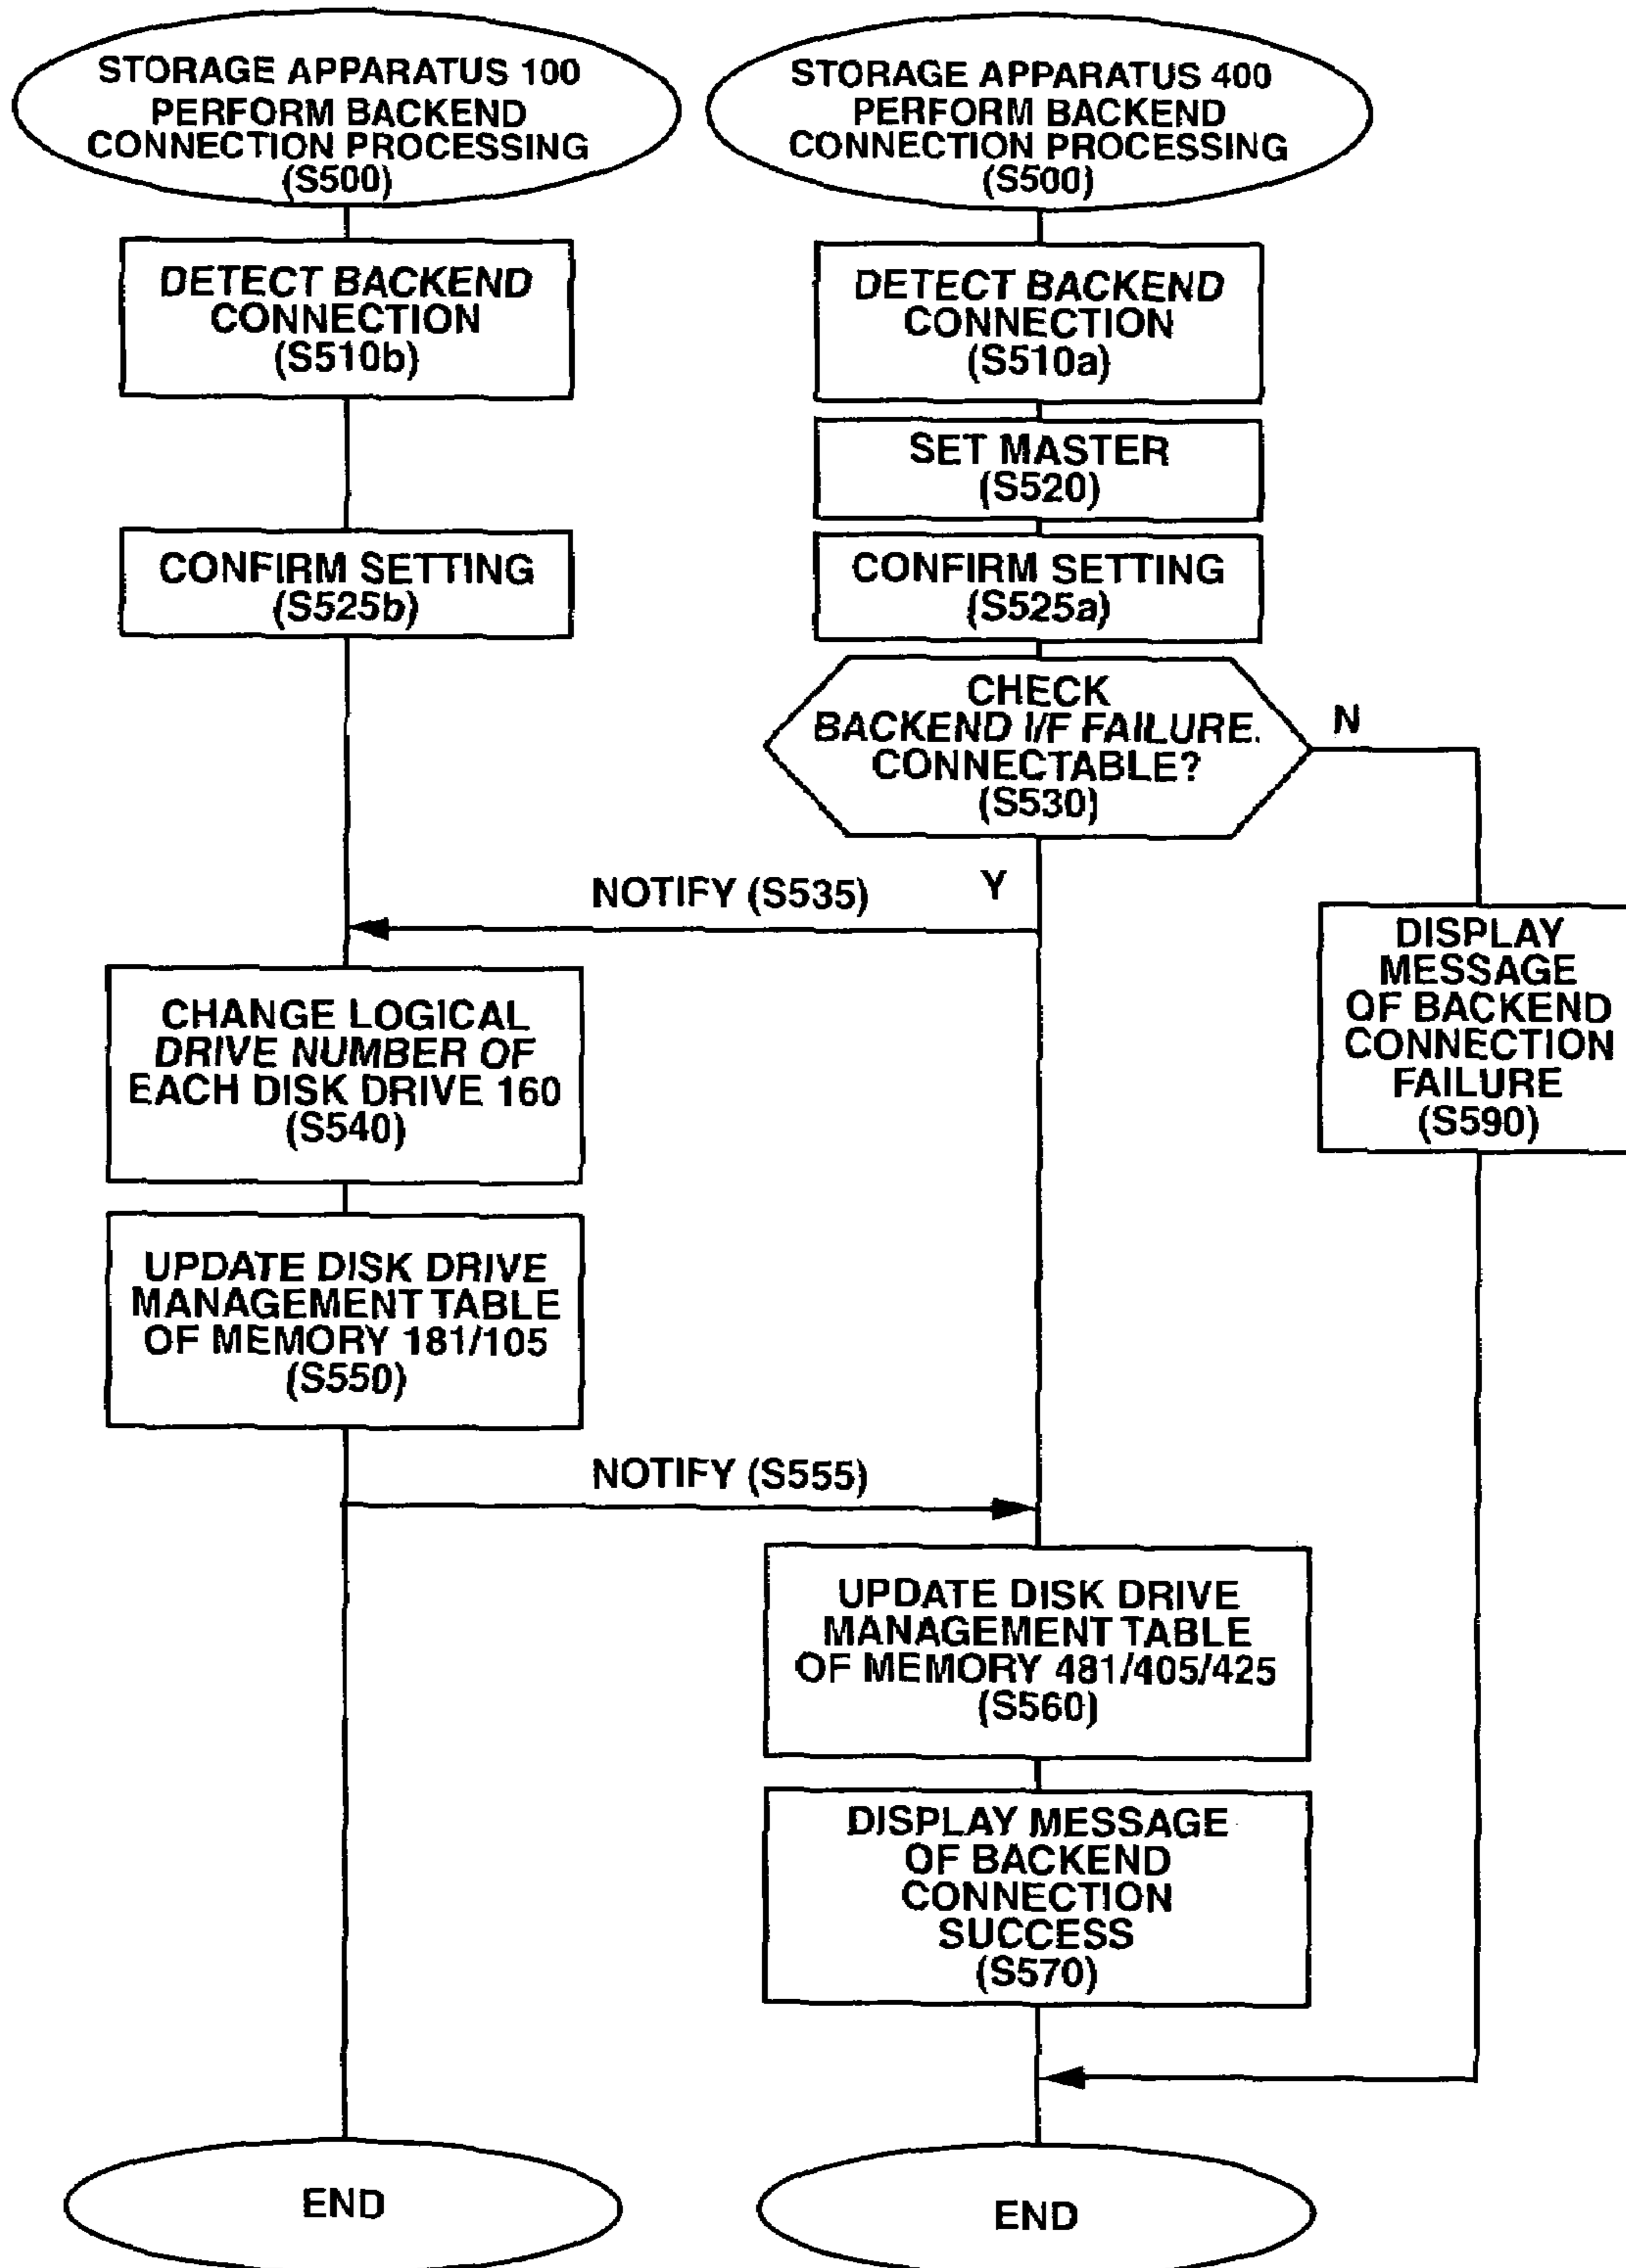 STORAGE APPARATUS 100
PERFORM BACKEND
CONNECTION PROCESSING
(S500)
STORAGE APPARATUS 400
PERFORM BACKEND
CONNECTION PROCESSING
(S500)
DETECT BACKEND
CONNECTION
(S510b)
DETECT BACKEND
CONNECTION
(S510a)
SET MASTER
(S520)
CONFIRM SETTING
(S525b)
CONFIRM SETTING
(S525a)
CHECK
BACKEND I/F FAILURE.
CONNECTABLE?
(S530)
N
Y
NOTIFY (S535)
DISPLAY
MESSAGE
OF BACKEND
CONNECTION
FAILURE
(S590)
CHANGE LOGICAL
DRIVE NUMBER OF
EACH DISK DRIVE 160
(S540)
UPDATE DISK DRIVE
MANAGEMENT TABLE
OF MEMORY 181/105
(S550)
NOTIFY (S555)
UPDATE DISK DRIVE
MANAGEMENT TABLE
OF MEMORY 481/405/425
(S560)
DISPLAY MESSAGE
OF BACKEND
CONNECTION
SUCCESS
(S570)
END
END